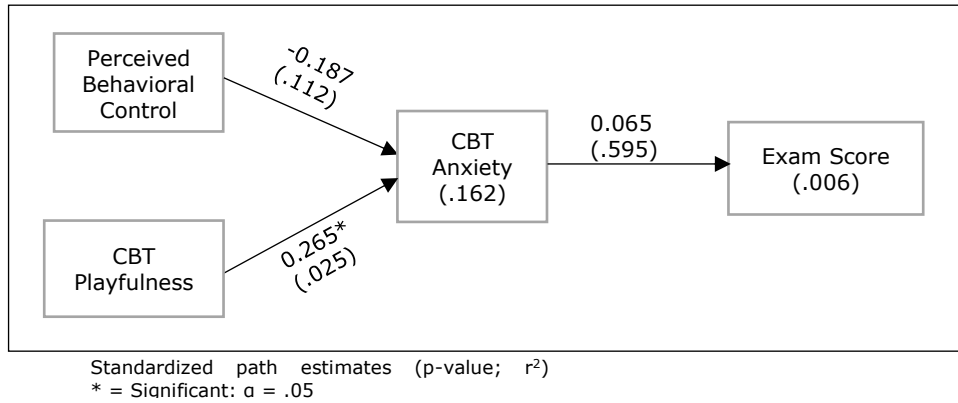 Perceived
Behavioral
Control
-0.187
(.112)
CBT
Anxiety
(.162)
0.065
(.595)
Exam Score
(.006)
CBT
Playfulness
0.265*
(.025)
Standardized path estimates (p-value; r²)
* = Significant: α = .05